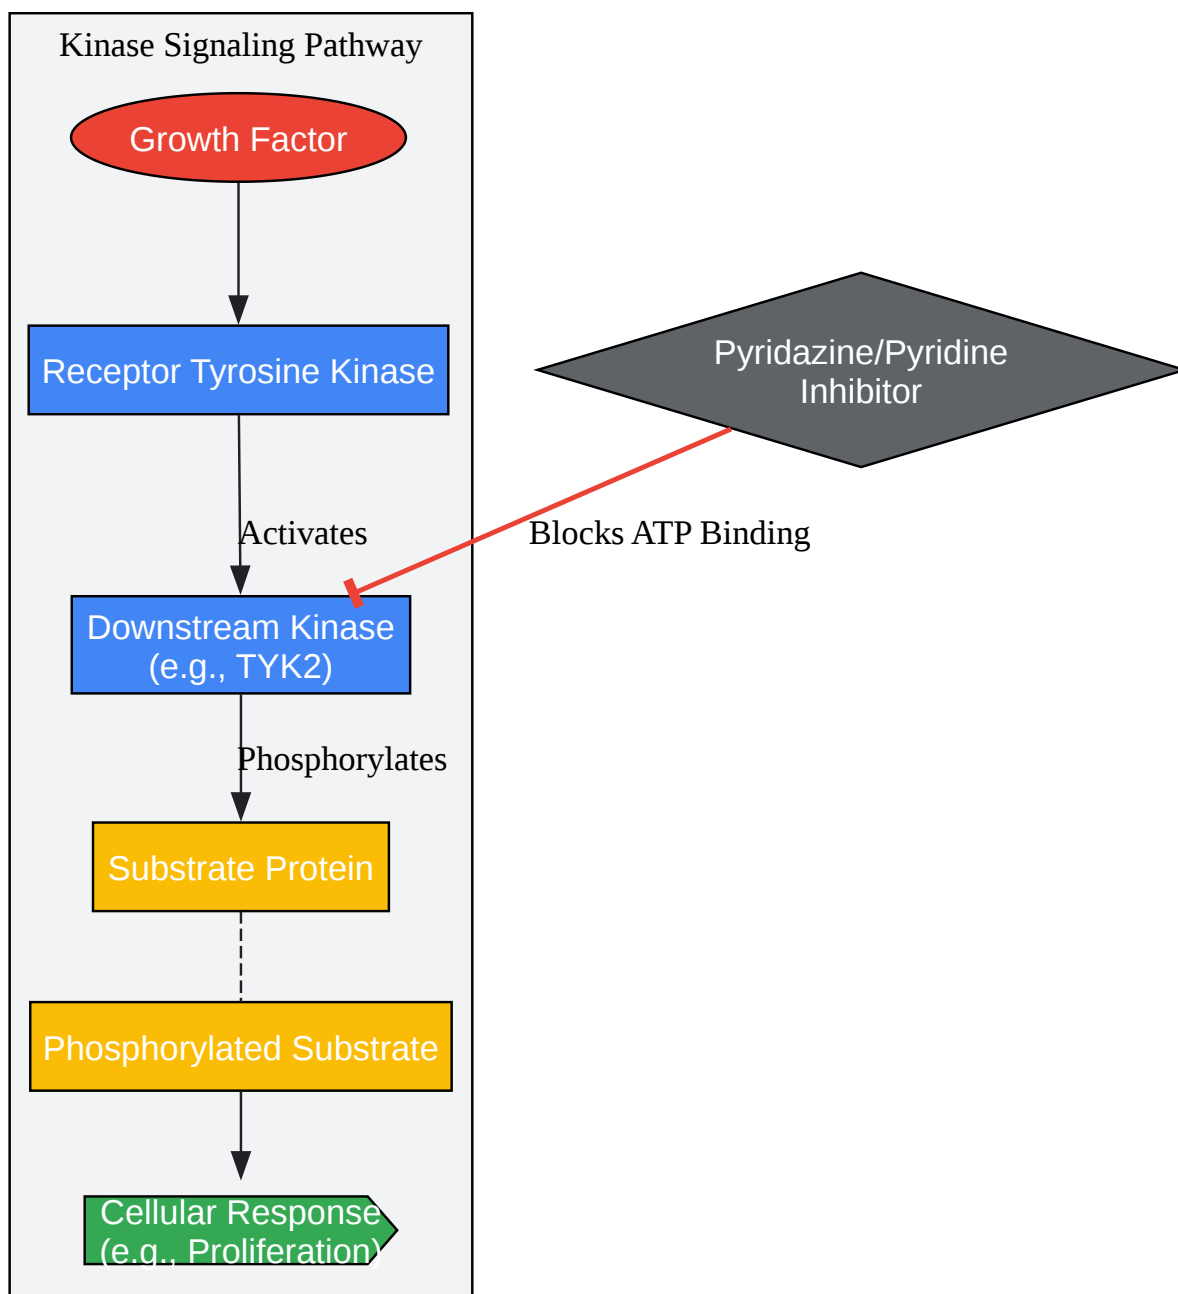 Kinase Signaling Pathway
Growth Factor
Receptor Tyrosine Kinase
Pyridazine/Pyridine
Inhibitor
Activates
Blocks ATP Binding
Downstream Kinase
(e.g., TYK2)
Phosphorylates
Substrate Protein
Phosphorylated Substrate
Cellular Response
(e.g., Proliferation)